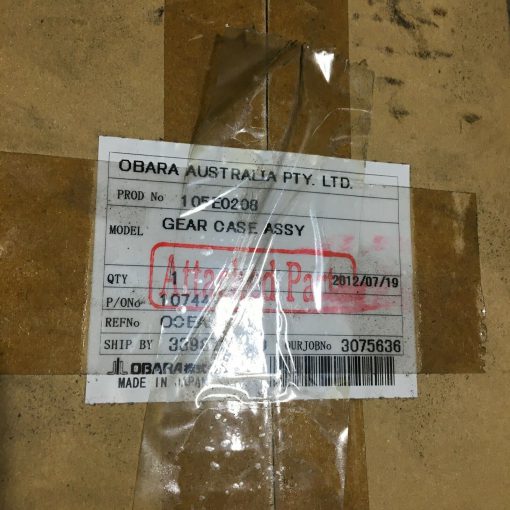 OBARA AUSTRALIA PTY. LTD.
PROD No 10FE0208
MODEL GEAR CASE ASSY
Attached Part
QTY 1 2012/07/19
P/ONo
REFNo
SHIP BY OURJOBNo 3075636
OBARA
MADE IN JAPAN